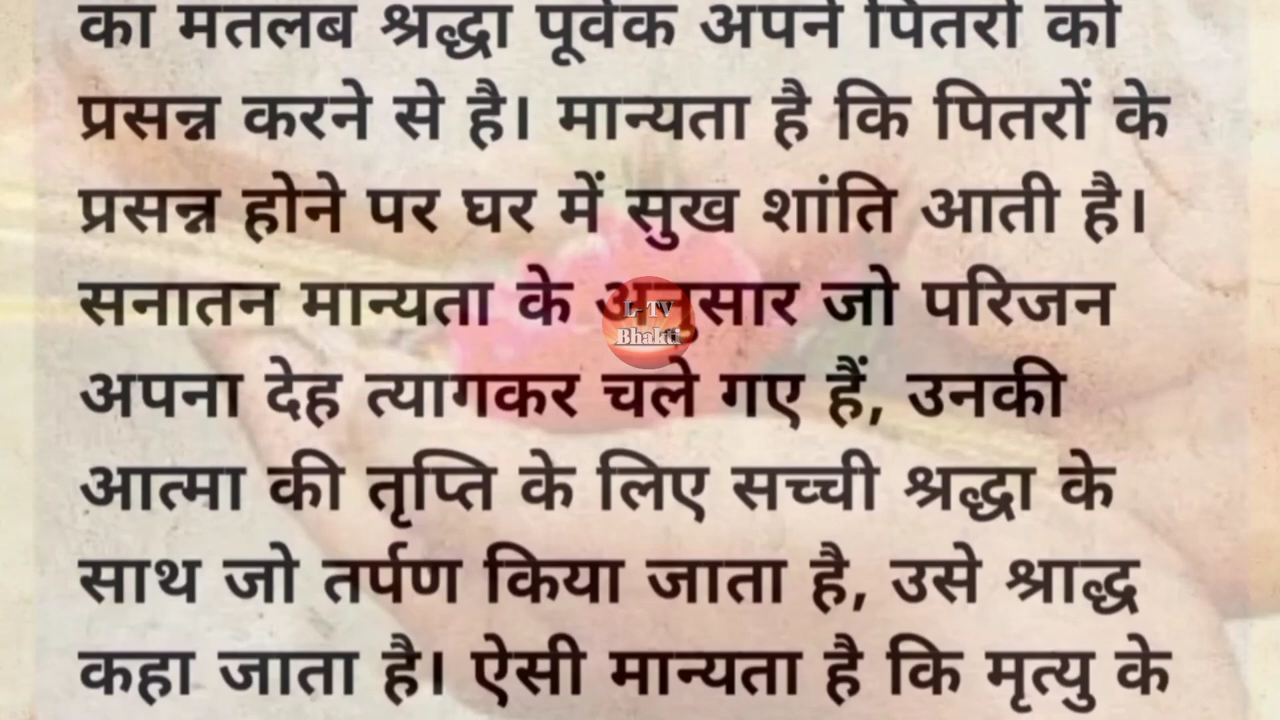 का मतलब श्रद्धा पूर्वक अपने पितरों को
प्रसन्न करने से है। मान्यता है कि पितरों के
प्रसन्न होने पर घर में सुख शांति आती है।
सनातन मान्यता के अनुसार जो परिजन
L-TV
Bhakti
अपना देह त्यागकर चले गए हैं, उनकी
आत्मा की तृप्ति के लिए सच्ची श्रद्धा के
साथ जो तर्पण किया जाता है, उसे श्राद्ध
कहा जाता है। ऐसी मान्यता है कि मृत्यु के